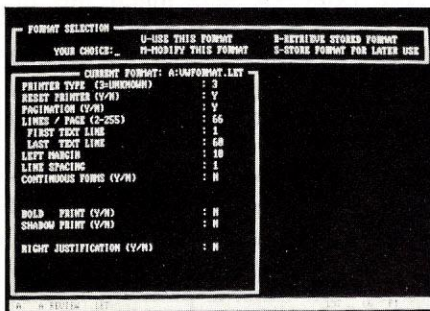 FORMAT SELECTION
U-USE THIS FORMAT R-RETRIEVE STORED FORMAT
YOUR CHOICE:_ M-MODIFY THIS FORMAT S-STORE FORMAT FOR LATER USE
CURRENT FORMAT: A:VWFORMAT.LET
PRINTER TYPE (3=UNKNOWN) : 3
RESET PRINTER (Y/N) : Y
PAGINATION (Y/N) : Y
LINES / PAGE (2-255) : 66
FIRST TEXT LINE : 1
LAST TEXT LINE : 60
LEFT MARGIN : 10
LINE SPACING : 1
CONTINUOUS FORMS (Y/N) : N
BOLD PRINT (Y/N) : N
SHADOW PRINT (Y/N) : N
RIGHT JUSTIFICATION (Y/N) : N